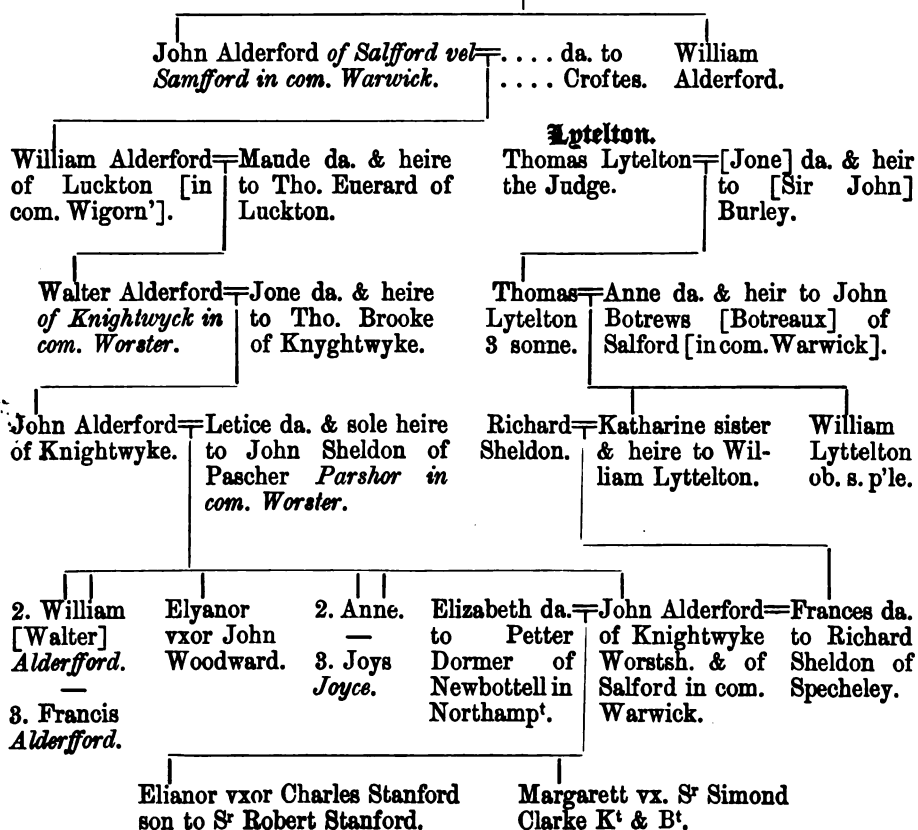 John Alderford of Salfford vel
Samfford in com. Warwick.
. . . . da. to
. . . . Croftes.
William
Alderford.
William Alderford
of Luckton [in
com. Wigorn'].
Maude da. & heire
to Tho. Euerard of
Luckton.
Lytelton.
Thomas Lytelton
the Judge.
[Jone] da. & heir
to [Sir John]
Burley.
Walter Alderford
of Knightwyck in
com. Worster.
Jone da. & heire
to Tho. Brooke
of Knyghtwyke.
Thomas
Lytelton
3 sonne.
Anne da. & heir to John
Botrews [Botreaux] of
Salford [in com. Warwick].
John Alderford
of Knightwyke.
Letice da. & sole heire
to John Sheldon of
Pascher Parshor in
com. Worster.
Richard
Sheldon.
Katharine sister
& heire to Wil-
liam Lyttelton.
William
Lyttelton
ob. s. p'le.
2. William
[Walter]
Alderfford.
—
3. Francis
Alderfford.
Elyanor
vxor John
Woodward.
2. Anne.
—
3. Joys
Joyce.
Elizabeth da.
to Petter
Dormer of
Newbottell in
Northampᵗ.
John Alderford
of Knightwyke
Worstsh. & of
Salford in com.
Warwick.
Frances da.
to Richard
Sheldon of
Specheley.
Elianor vxor Charles Stanford
son to Sʳ Robert Stanford.
Margarett vx. Sʳ Simond
Clarke Kᵗ & Bᵗ.